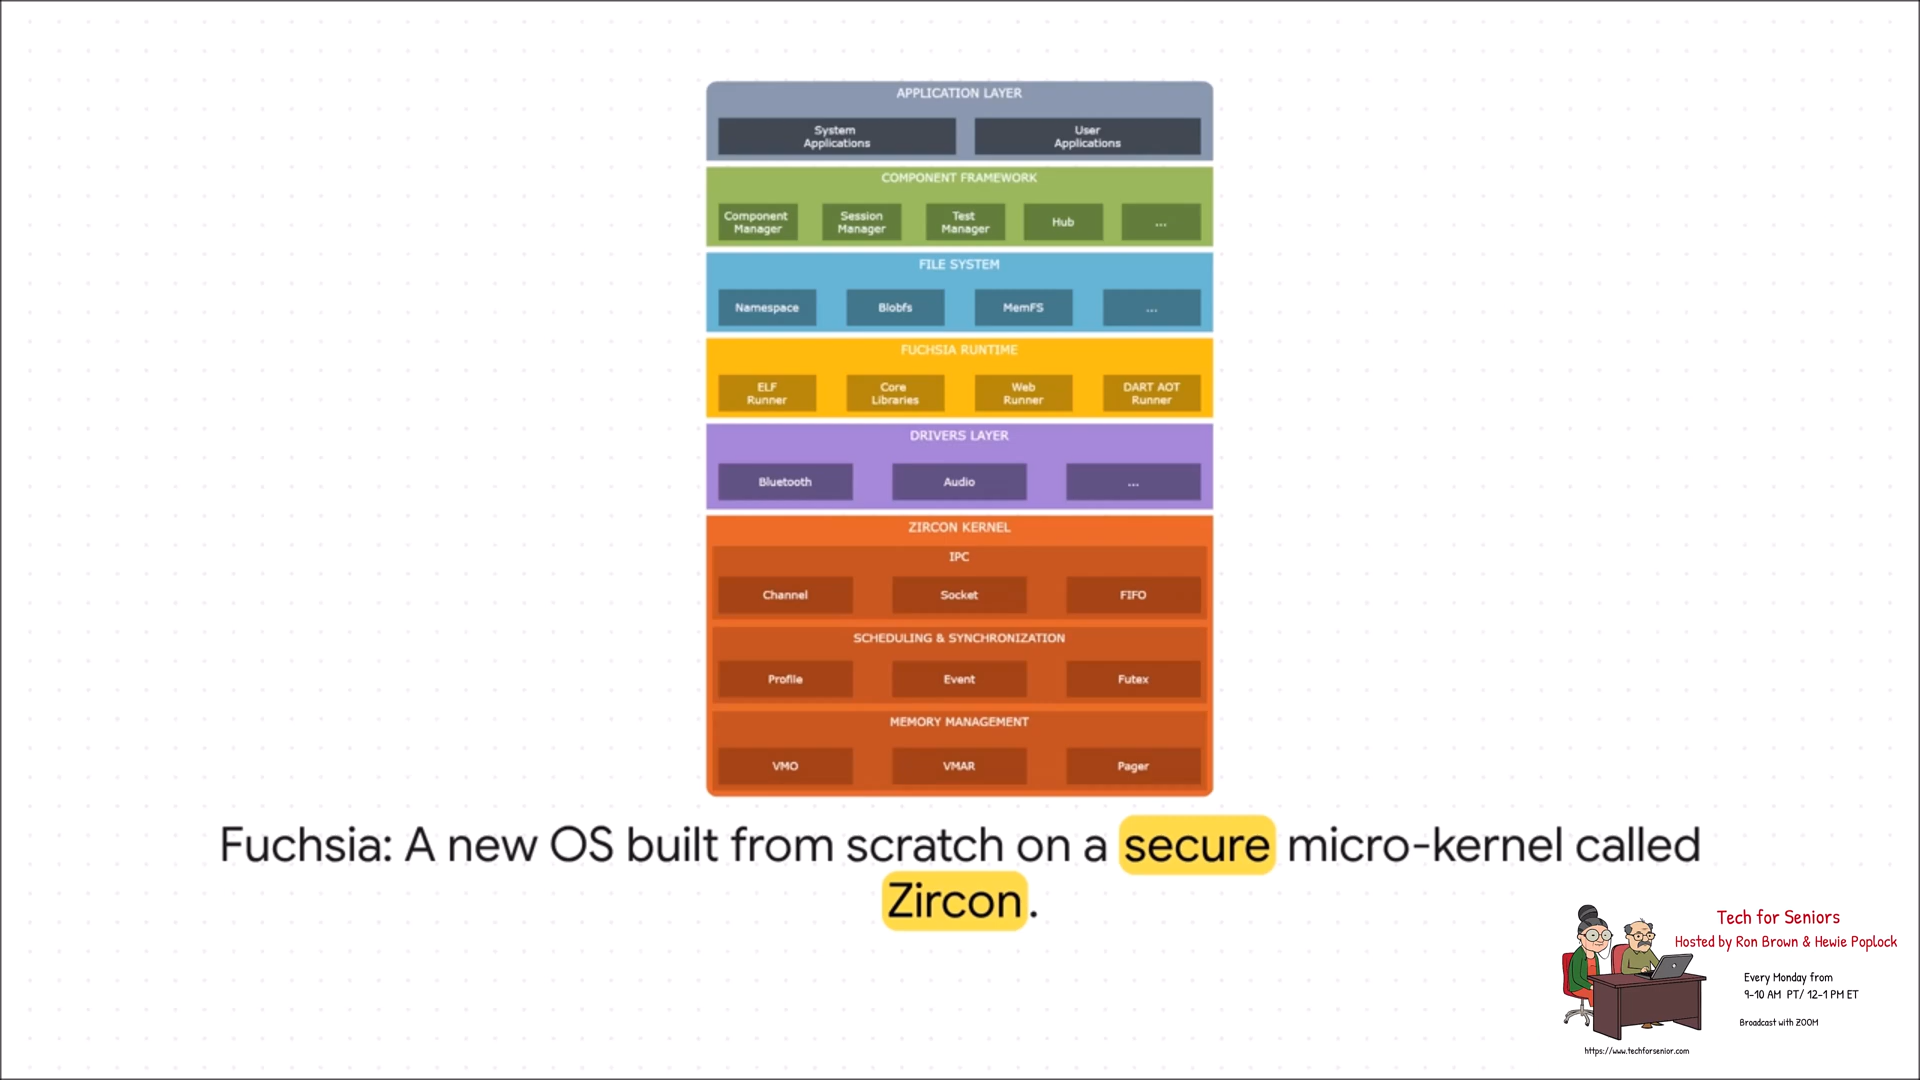 APPLICATION LAYER
System
Applications
User
Applications
COMPONENT FRAMEWORK
Component
Manager
Session
Manager
Test
Manager
Hub
...
FILE SYSTEM
Namespace
Blobfs
MemFS
...
FUCHSIA RUNTIME
ELF
Runner
Core
Libraries
Web
Runner
DART AOT
Runner
DRIVERS LAYER
Bluetooth
Audio
...
ZIRCON KERNEL
IPC
Channel
Socket
FIFO
SCHEDULING & SYNCHRONIZATION
Profile
Event
Futex
MEMORY MANAGEMENT
VMO
VMAR
Pager
Fuchsia: A new OS built from scratch on a secure micro-kernel called
Zircon.
Tech for Seniors
Hosted by Ron Brown & Hewie Poplock
Every Monday from
9-10 AM PT/ 12-1 PM ET
Broadcast with ZOOM
https://www.techforsenior.com